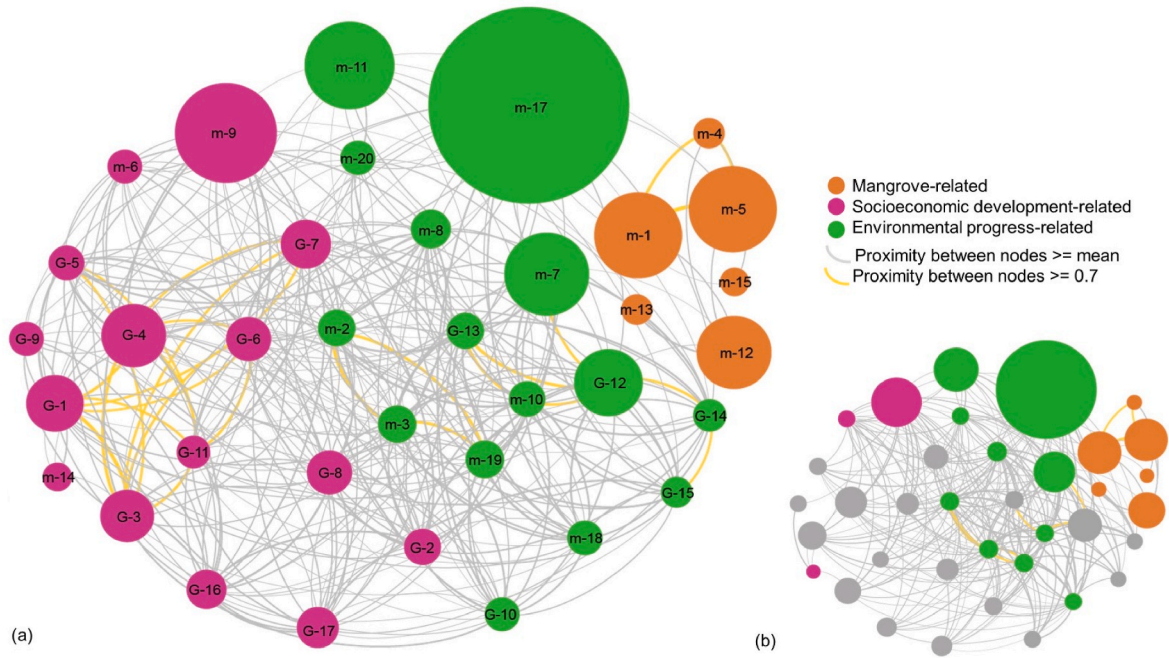 m-11
m-17
m-9
m-4
m-20
m-6
m-5
m-8
m-1
G-7
G-5
m-7
m-15
m-13
m-2
G-13
G-4
G-6
G-9
m-12
G-12
m-10
G-1
G-14
m-3
G-11
m-19
G-8
m-14
G-15
G-3
m-18
G-2
G-16
G-10
G-17
(a)
Mangrove-related
Socioeconomic development-related
Environmental progress-related
Proximity between nodes >= mean
Proximity between nodes >= 0.7
(b)